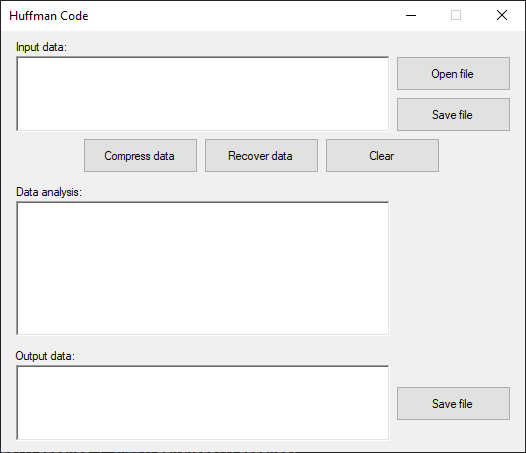 Huffman Code
Input data:
Open file
Save file
Compress data Recover data Clear
Data analysis:
Output data:
Save file